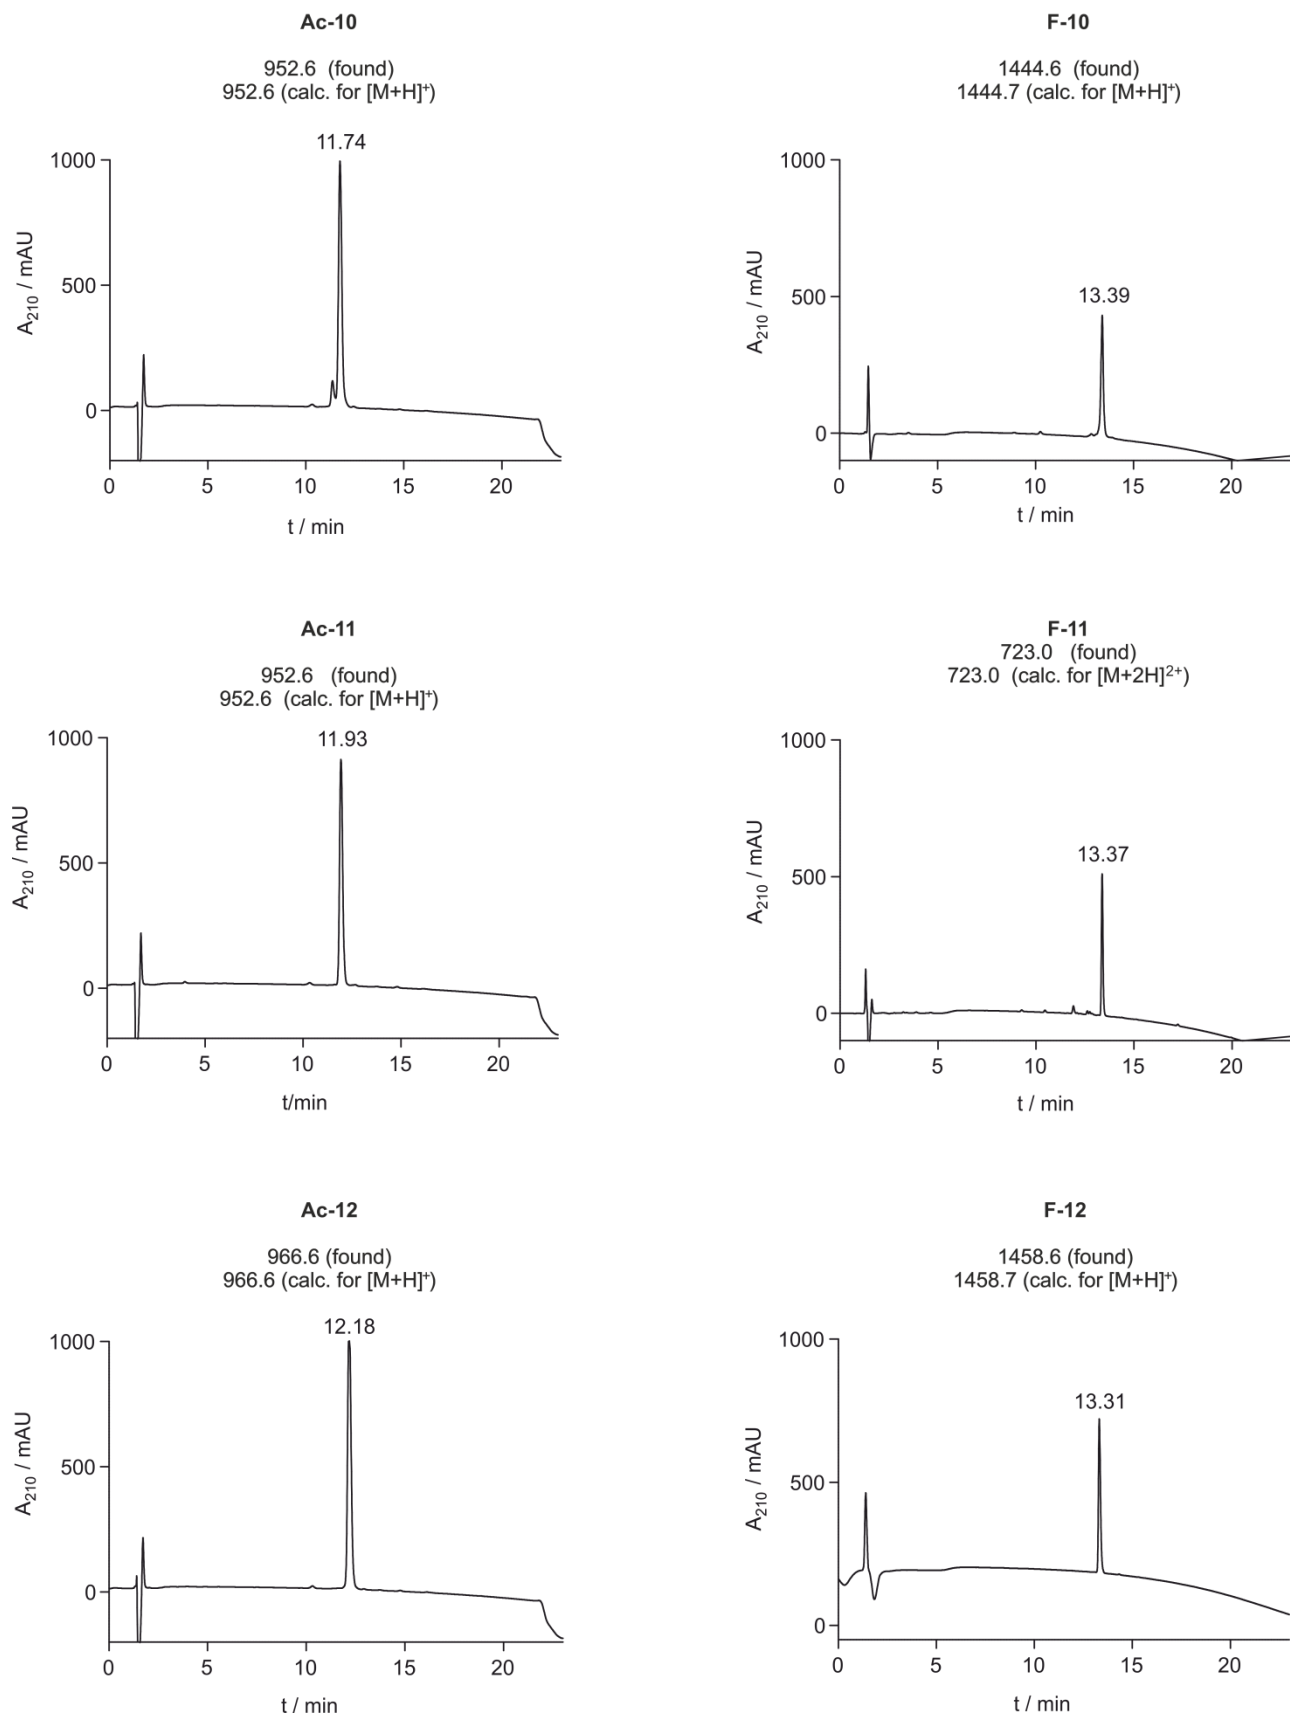 Ac-10
952.6 (found)
952.6 (calc. for [M+H]⁺)
11.74
1000
500
0
A₂₁₀ / mAU
0 5 10 15 20
t / min
F-10
1444.6 (found)
1444.7 (calc. for [M+H]⁺)
13.39
1000
500
0
A₂₁₀ / mAU
0 5 10 15 20
t / min
Ac-11
952.6 (found)
952.6 (calc. for [M+H]⁺)
11.93
1000
500
0
A₂₁₀ / mAU
0 5 10 15 20
t/min
F-11
723.0 (found)
723.0 (calc. for [M+2H]²⁺)
13.37
1000
500
0
A₂₁₀ / mAU
0 5 10 15 20
t / min
Ac-12
966.6 (found)
966.6 (calc. for [M+H]⁺)
12.18
1000
500
0
A₂₁₀ / mAU
0 5 10 15 20
t / min
F-12
1458.6 (found)
1458.7 (calc. for [M+H]⁺)
13.31
1000
500
0
A₂₁₀ / mAU
0 5 10 15 20
t / min